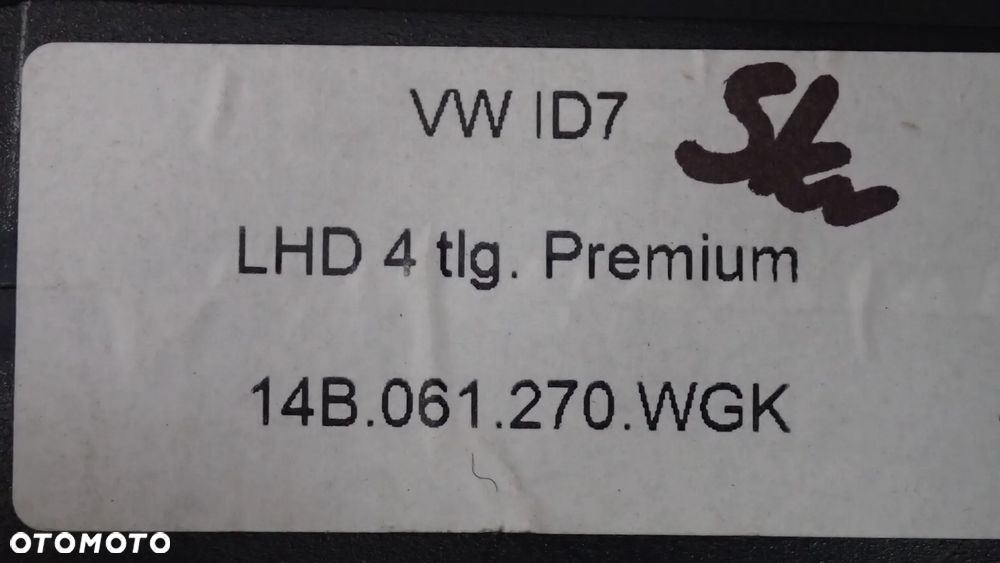 VW ID7
LHD 4 tlg. Premium
14B.061.270.WGK
OTOMOTO